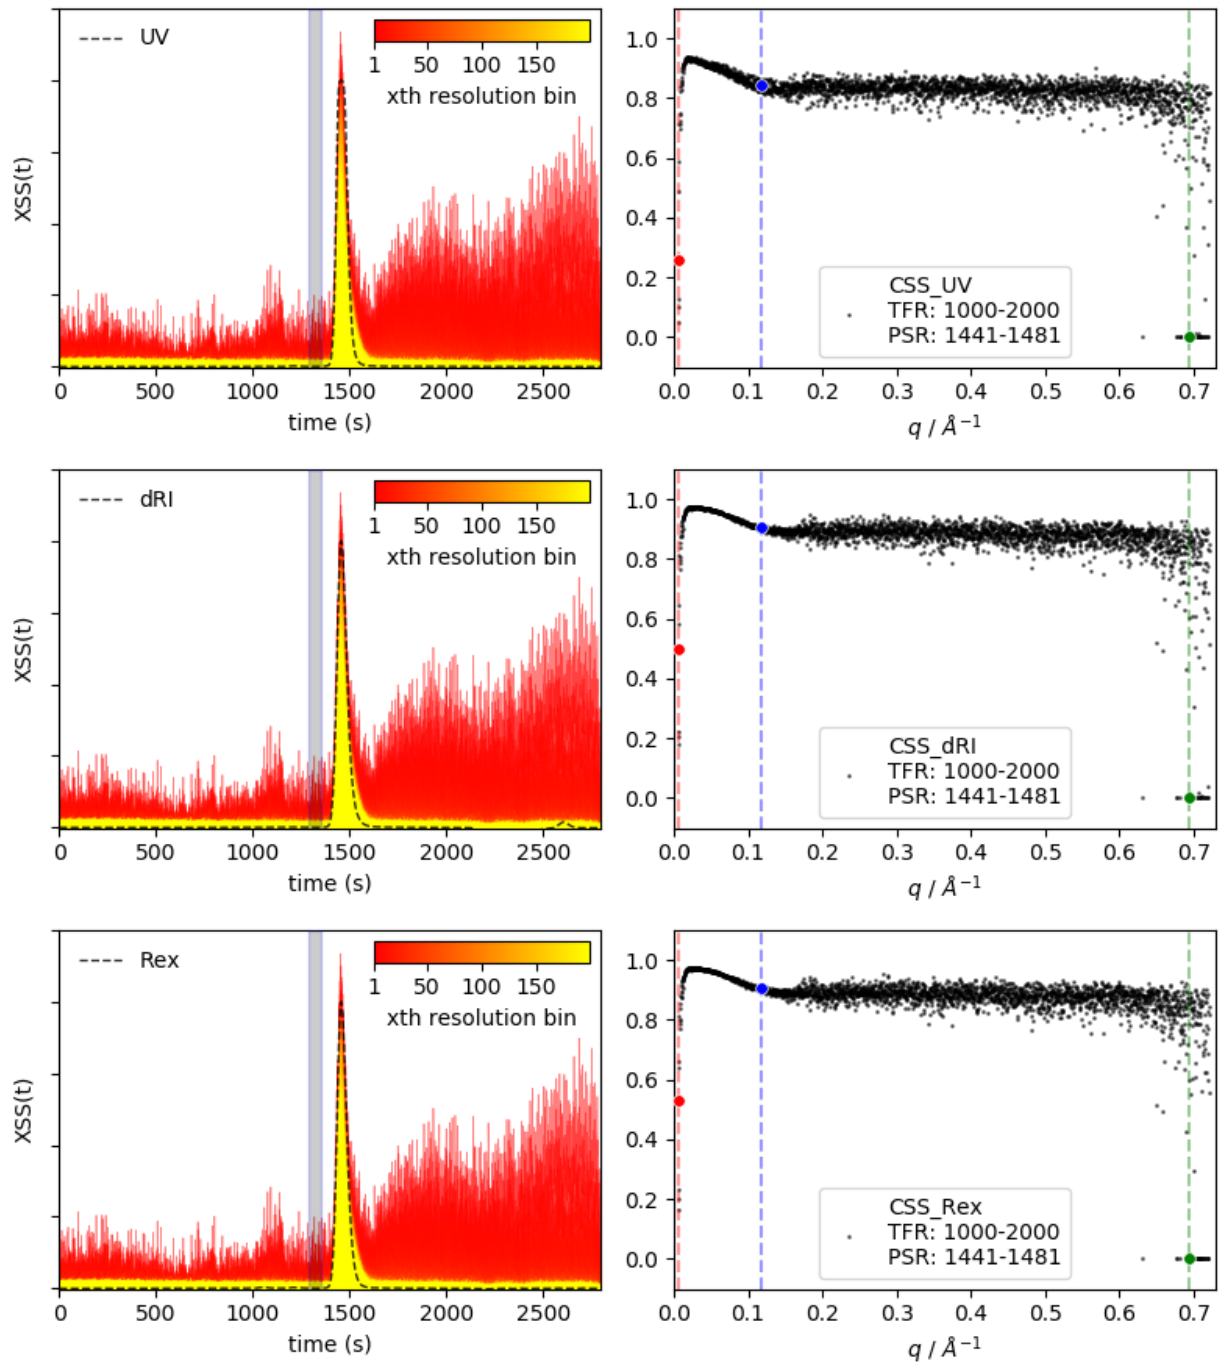 UV
1 50 100 150
xth resolution bin
XSS(t)
0 500 1000 1500 2000 2500
time (s)
1.0
0.8
0.6
0.4
0.2
0.0
CSS_UV
TFR: 1000-2000
PSR: 1441-1481
0.0 0.1 0.2 0.3 0.4 0.5 0.6 0.7
q / Å⁻¹
dRI
1 50 100 150
xth resolution bin
XSS(t)
0 500 1000 1500 2000 2500
time (s)
1.0
0.8
0.6
0.4
0.2
0.0
CSS_dRI
TFR: 1000-2000
PSR: 1441-1481
0.0 0.1 0.2 0.3 0.4 0.5 0.6 0.7
q / Å⁻¹
Rex
1 50 100 150
xth resolution bin
XSS(t)
0 500 1000 1500 2000 2500
time (s)
1.0
0.8
0.6
0.4
0.2
0.0
CSS_Rex
TFR: 1000-2000
PSR: 1441-1481
0.0 0.1 0.2 0.3 0.4 0.5 0.6 0.7
q / Å⁻¹